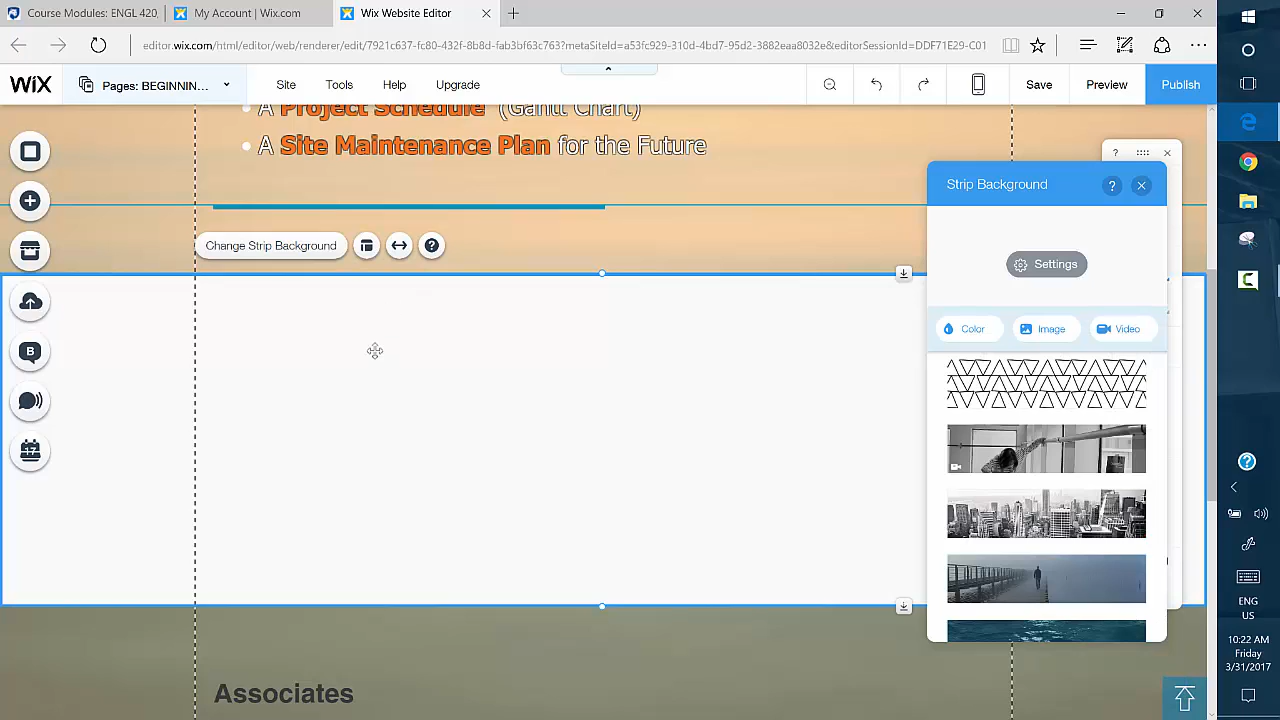 Course Modules: ENGL 420,
My Account | Wix.com
Wix Website Editor
editor.wix.com/html/editor/web/renderer/edit/7921c637-fc80-432f-8b8d-fab3bf63c763?metaSiteId=a53fc929-310d-4bd7-95d2-3882eaa8032e&editorSessionId=DDF71E29-C01
WiX
Pages: BEGINNIN...
Site
Tools
Help
Upgrade
Save
Preview
Publish
• A Project Schedule (Gantt Chart)
• A Site Maintenance Plan for the Future
?
Strip Background
?
Change Strip Background
?
Settings
Color
Image
Video
B
17
Associates
?
ENG
US
10:22 AM
Friday
3/31/2017